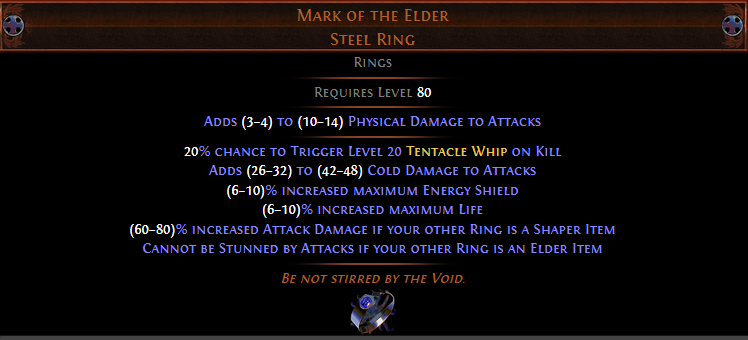 Mark of the Elder
Steel Ring
Rings
Requires Level 80
Adds (3–4) to (10–14) Physical Damage to Attacks
20% chance to Trigger Level 20 Tentacle Whip on Kill
Adds (26–32) to (42–48) Cold Damage to Attacks
(6–10)% increased maximum Energy Shield
(6–10)% increased maximum Life
(60–80)% increased Attack Damage if your other Ring is a Shaper Item
Cannot be Stunned by Attacks if your other Ring is an Elder Item
Be not stirred by the Void.